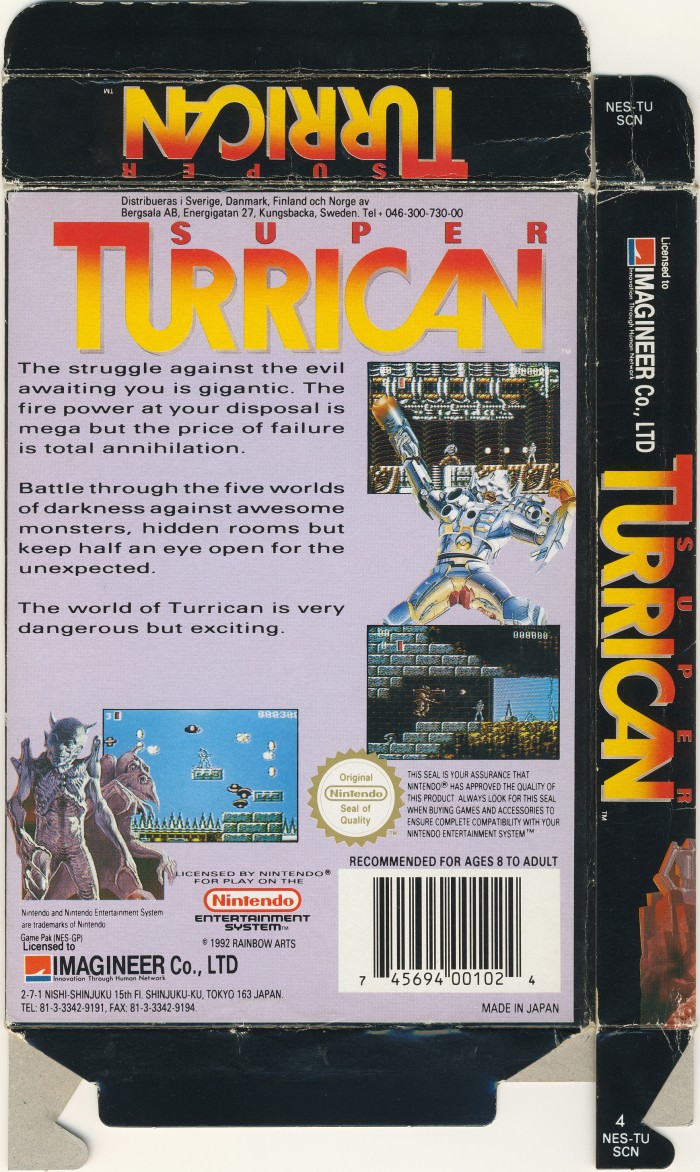 TURRICAN
TM
SUPER
NES-TU
SCN
Distribueras i Sverige, Danmark, Finland och Norge av
Bergsala AB, Energigatan 27, Kungsbacka, Sweden. Tel • 046-300-730-00
SUPER
TURRICAN
TM
The struggle against the evil
awaiting you is gigantic. The
fire power at your disposal is
mega but the price of failure
is total annihilation.
Battle through the five worlds
of darkness against awesome
monsters, hidden rooms but
keep half an eye open for the
unexpected.
The world of Turrican is very
dangerous but exciting.
000000
Original
Nintendo
Seal of
Quality
TM
THIS SEAL IS YOUR ASSURANCE THAT
NINTENDO® HAS APPROVED THE QUALITY OF
THIS PRODUCT. ALWAYS LOOK FOR THIS SEAL
WHEN BUYING GAMES AND ACCESSORIES TO
ENSURE COMPLETE COMPATIBILITY WITH YOUR
NINTENDO ENTERTAINMENT SYSTEM™
RECOMMENDED FOR AGES 8 TO ADULT
LICENSED BY NINTENDO®
FOR PLAY ON THE
Nintendo
ENTERTAINMENT
SYSTEM™
© 1992 RAINBOW ARTS
Nintendo and Nintendo Entertainment System
are trademarks of Nintendo
Game Pak (NES-GP)
Licensed to
IMAGINEER Co., LTD
Innovation Through Human Network
2-7-1 NISHI-SHINJUKU 15th Fl. SHINJUKU-KU, TOKYO 163 JAPAN.
TEL: 81-3-3342-9191, FAX: 81-3-3342-9194.
7 45694 00102 4
MADE IN JAPAN
Licensed to
IMAGINEER Co., LTD
Innovation Through Human Network
SUPER
TURRICAN
TM
4
NES-TU
SCN